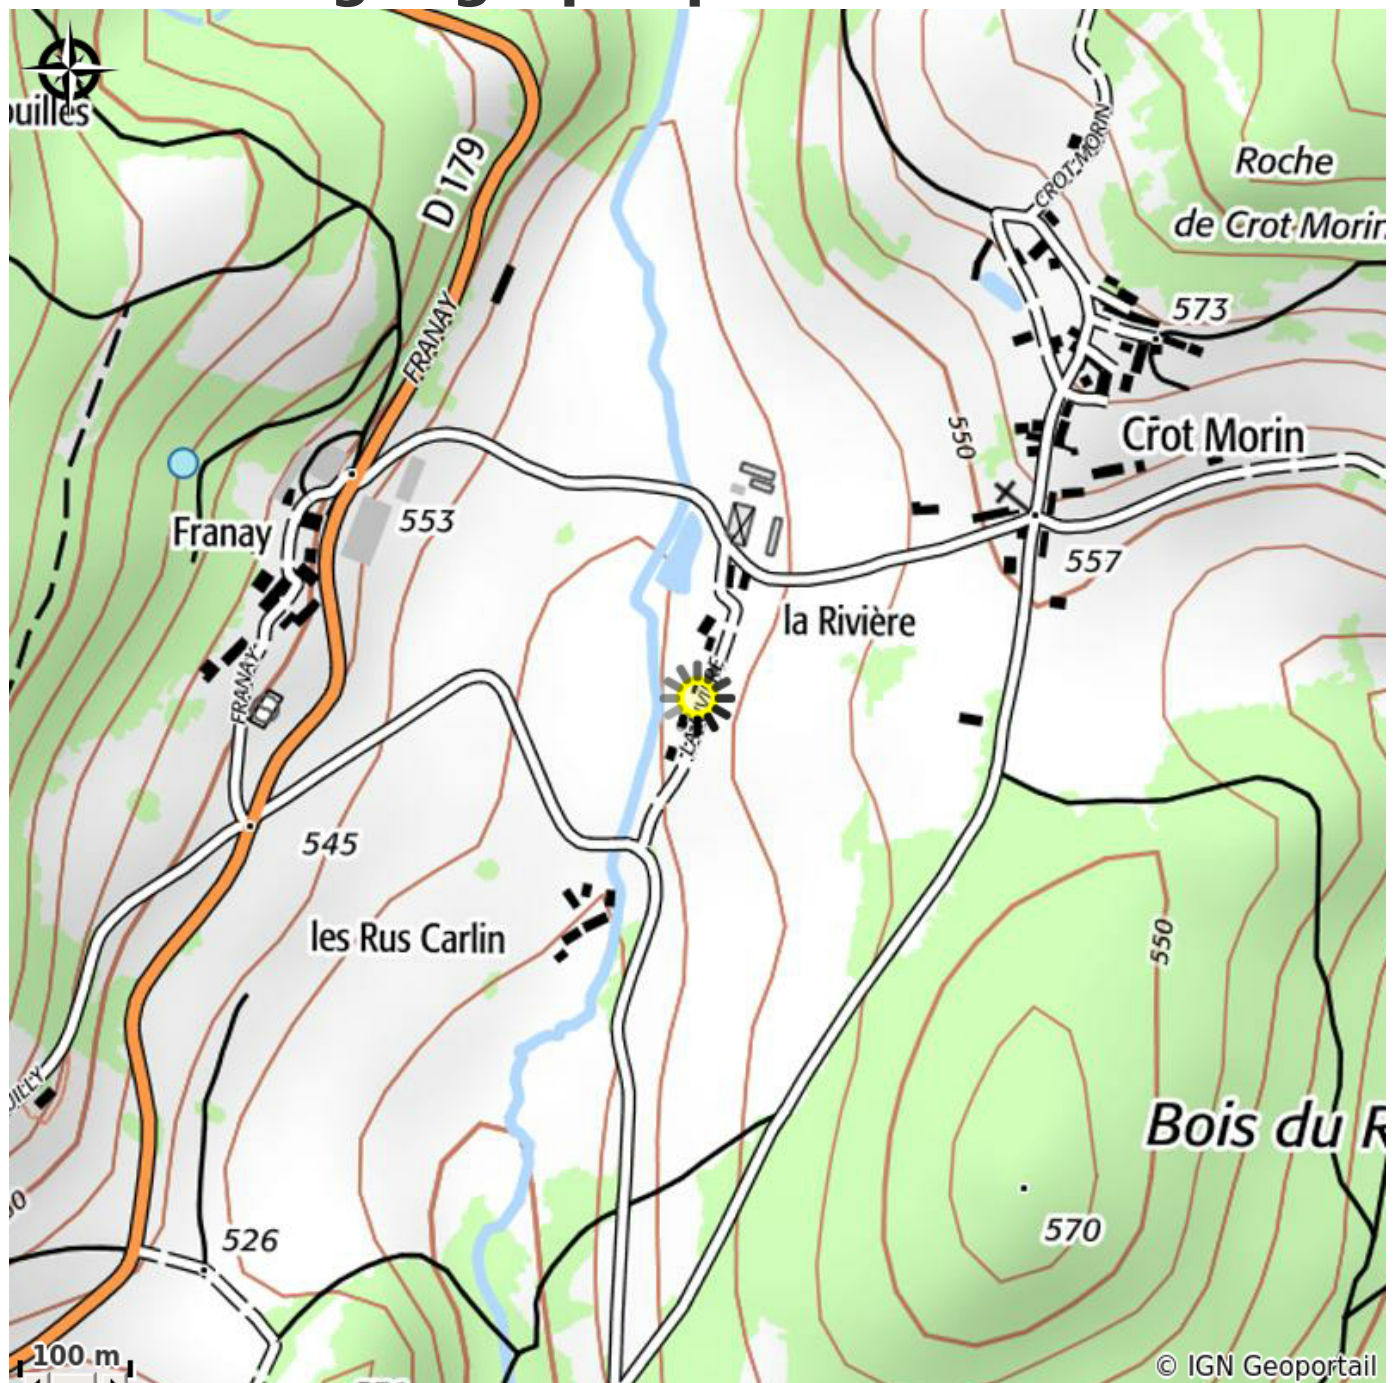 D 179
CROT MORIN
Roche
de Crot Morin
573
FRANAY
Crot Morin
550
Franay
553
557
la Rivière
FRANAY
545
les Rus Carlin
550
Bois du
526
570
100 m
© IGN Geoportail